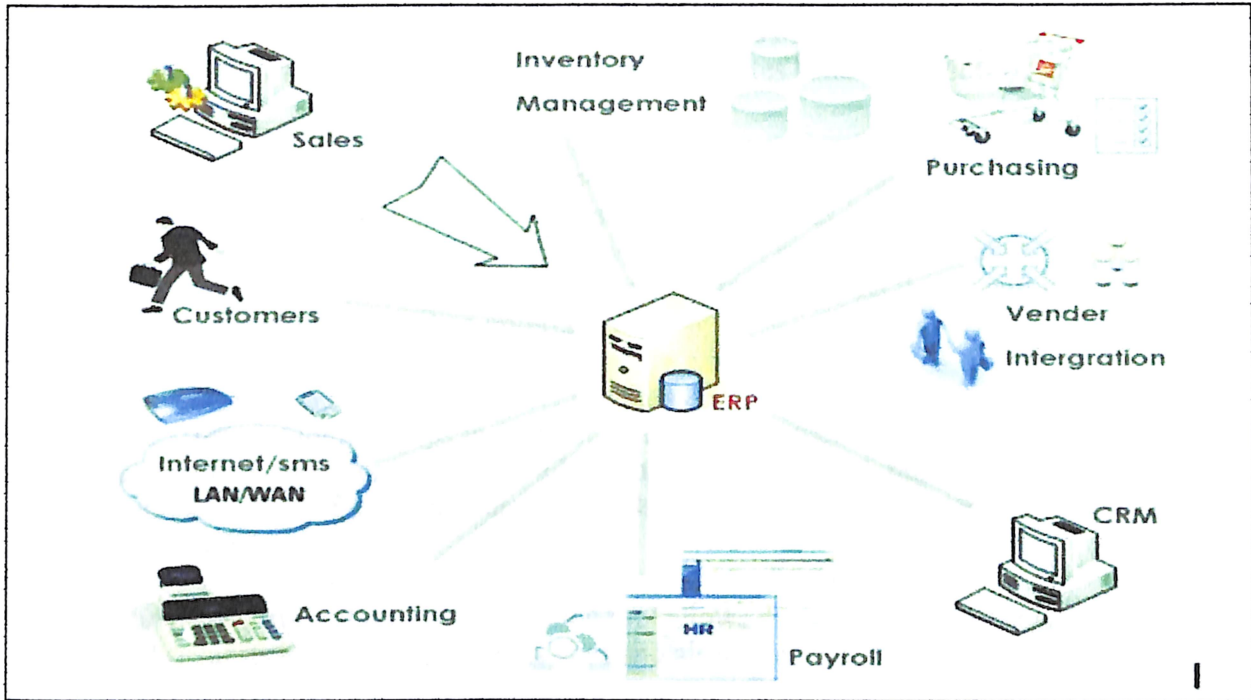 Sales
Inventory
Management
Purchasing
Customers
Vender
Intergration
ERP
Internet/sms
LAN/WAN
CRM
Accounting
HR
Payroll